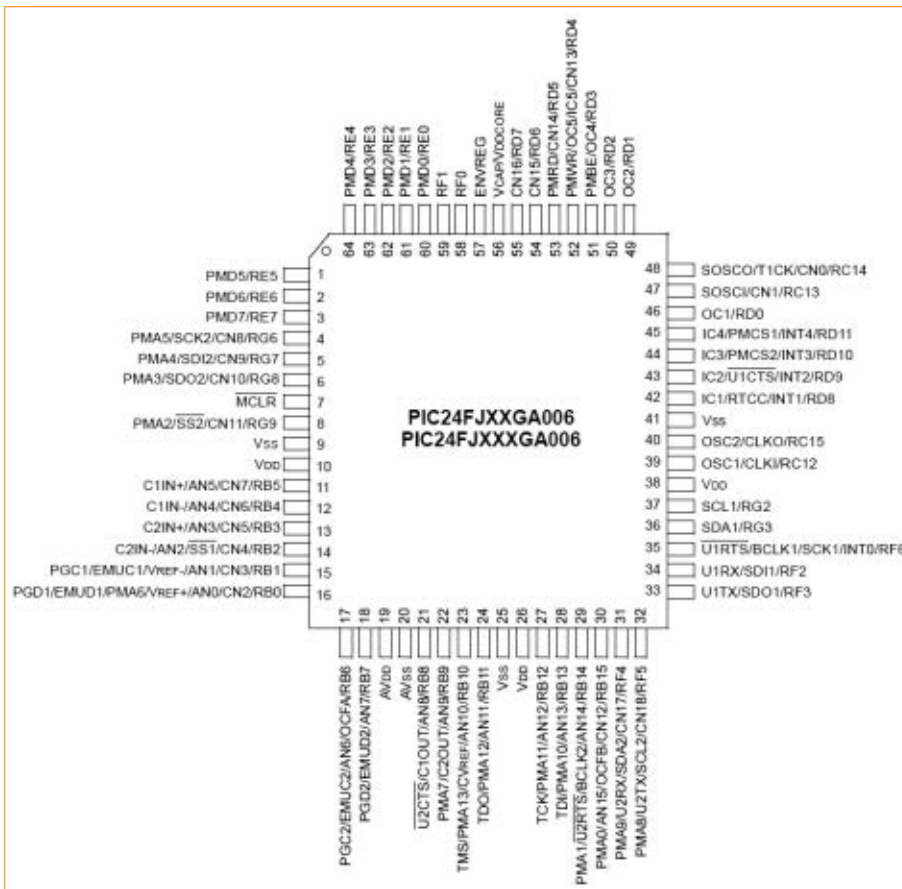 PMD4/RE4
PMD3/RE3
PMD2/RE2
PMD1/RE1
PMD0/RE0
RF1
RF0
ENVREG
VCAP/VDDCORE
CN16/RD7
CN15/RD6
PMRD/CN14/RD5
PMWR/OC5/IC5/CN13/RD4
PMBE/OC4/RD3
OC3/RD2
OC2/RD1
64 63 62 61 60 59 58 57 56 55 54 53 52 51 50 49
PMD5/RE5 1
PMD6/RE6 2
PMD7/RE7 3
PMA5/SCK2/CN8/RG6 4
PMA4/SDI2/CN9/RG7 5
PMA3/SDO2/CN10/RG8 6
MCLR 7
PMA2/SS2/CN11/RG9 8
VSS 9
VDD 10
C1IN+/AN5/CN7/RB5 11
C1IN-/AN4/CN6/RB4 12
C2IN+/AN3/CN5/RB3 13
C2IN-/AN2/SS1/CN4/RB2 14
PGC1/EMUC1/VREF-/AN1/CN3/RB1 15
PGD1/EMUD1/PMA6/VREF+/AN0/CN2/RB0 16
PIC24FJXXGA006
PIC24FJXXXGA006
48 SOSCO/T1CK/CN0/RC14
47 SOSCI/CN1/RC13
46 OC1/RD0
45 IC4/PMCS1/INT4/RD11
44 IC3/PMCS2/INT3/RD10
43 IC2/U1CTS/INT2/RD9
42 IC1/RTCC/INT1/RD8
41 Vss
40 OSC2/CLKO/RC15
39 OSC1/CLKI/RC12
38 VDD
37 SCL1/RG2
36 SDA1/RG3
35 U1RTS/BCLK1/SCK1/INT0/RF6
34 U1RX/SDI1/RF2
33 U1TX/SDO1/RF3
17 18 19 20 21 22 23 24 25 26 27 28 29 30 31 32
PGC2/EMUC2/AN6/OCFA/RB6
PGD2/EMUD2/AN7/RB7
AVDD
AVSS
U2CTS/C1OUT/AN8/RB8
PMA7/C2OUT/AN9/RB9
TMS/PMA13/CVREF/AN10/RB10
TDO/PMA12/AN11/RB11
VSS
VDD
TCK/PMA11/AN12/RB12
TDI/PMA10/AN13/RB13
PMA1/U2RTS/BCLK2/AN14/RB14
PMA0/AN15/OCFB/CN12/RB15
PMA9/U2RX/SDA2/CN17/RF4
PMA8/U2TX/SCL2/CN18/RF5